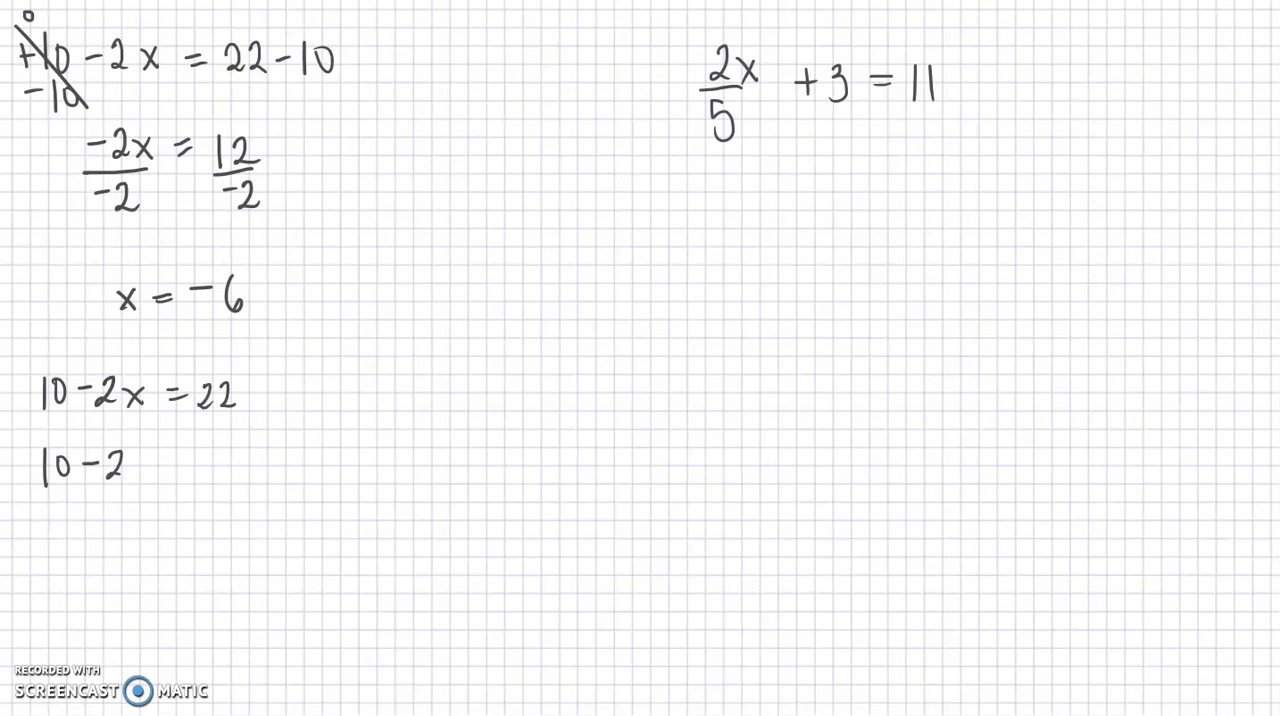 0
+10 - 2x = 22 - 10
-10
-2x = 12
-2 -2
x = -6
10 - 2x = 22
10 - 2
2x + 3 = 11
5
RECORDED WITH
SCREENCAST MATIC